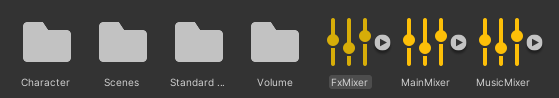 Character
Scenes
Standard ...
Volume
FxMixer
MainMixer
MusicMixer